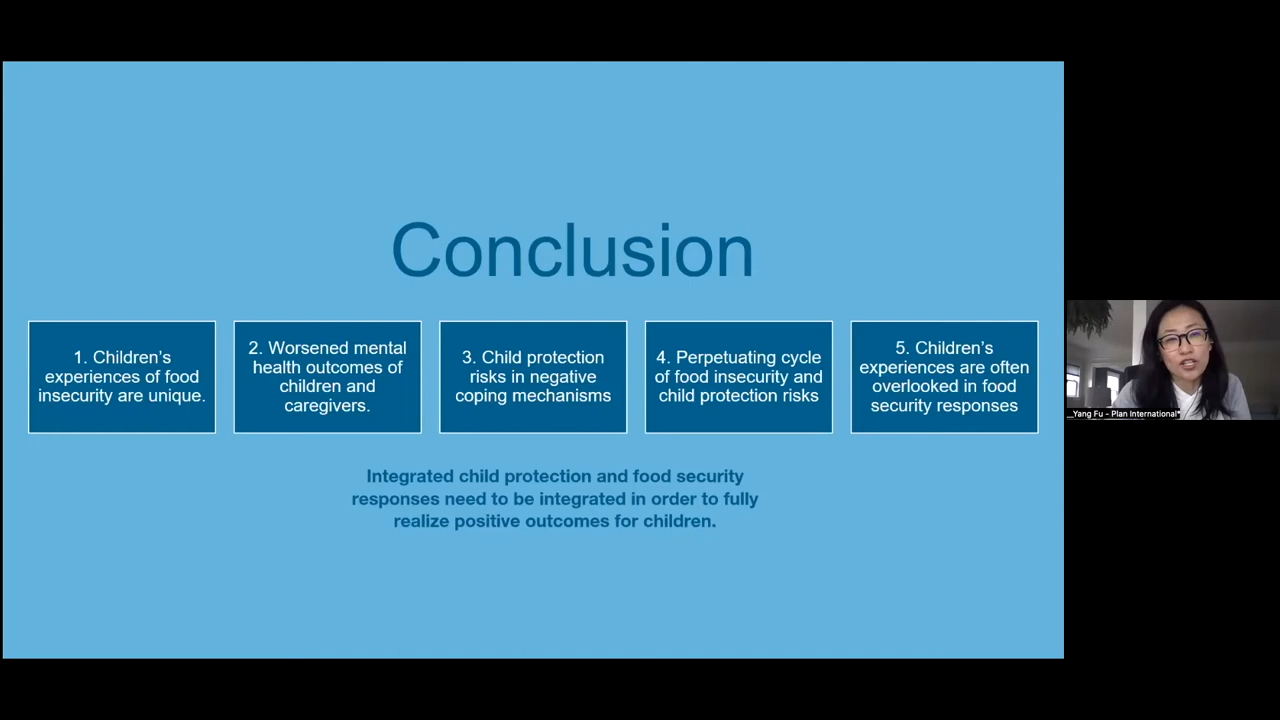 Conclusion
1. Children's
experiences of food
insecurity are unique.
2. Worsened mental
health outcomes of
children and
caregivers.
3. Child protection
risks in negative
coping mechanisms
4. Perpetuating cycle
of food insecurity and
child protection risks
5. Children's
experiences are often
overlooked in food
security responses
Integrated child protection and food security
responses need to be integrated in order to fully
realize positive outcomes for children.
__Yang Fu - Plan International*